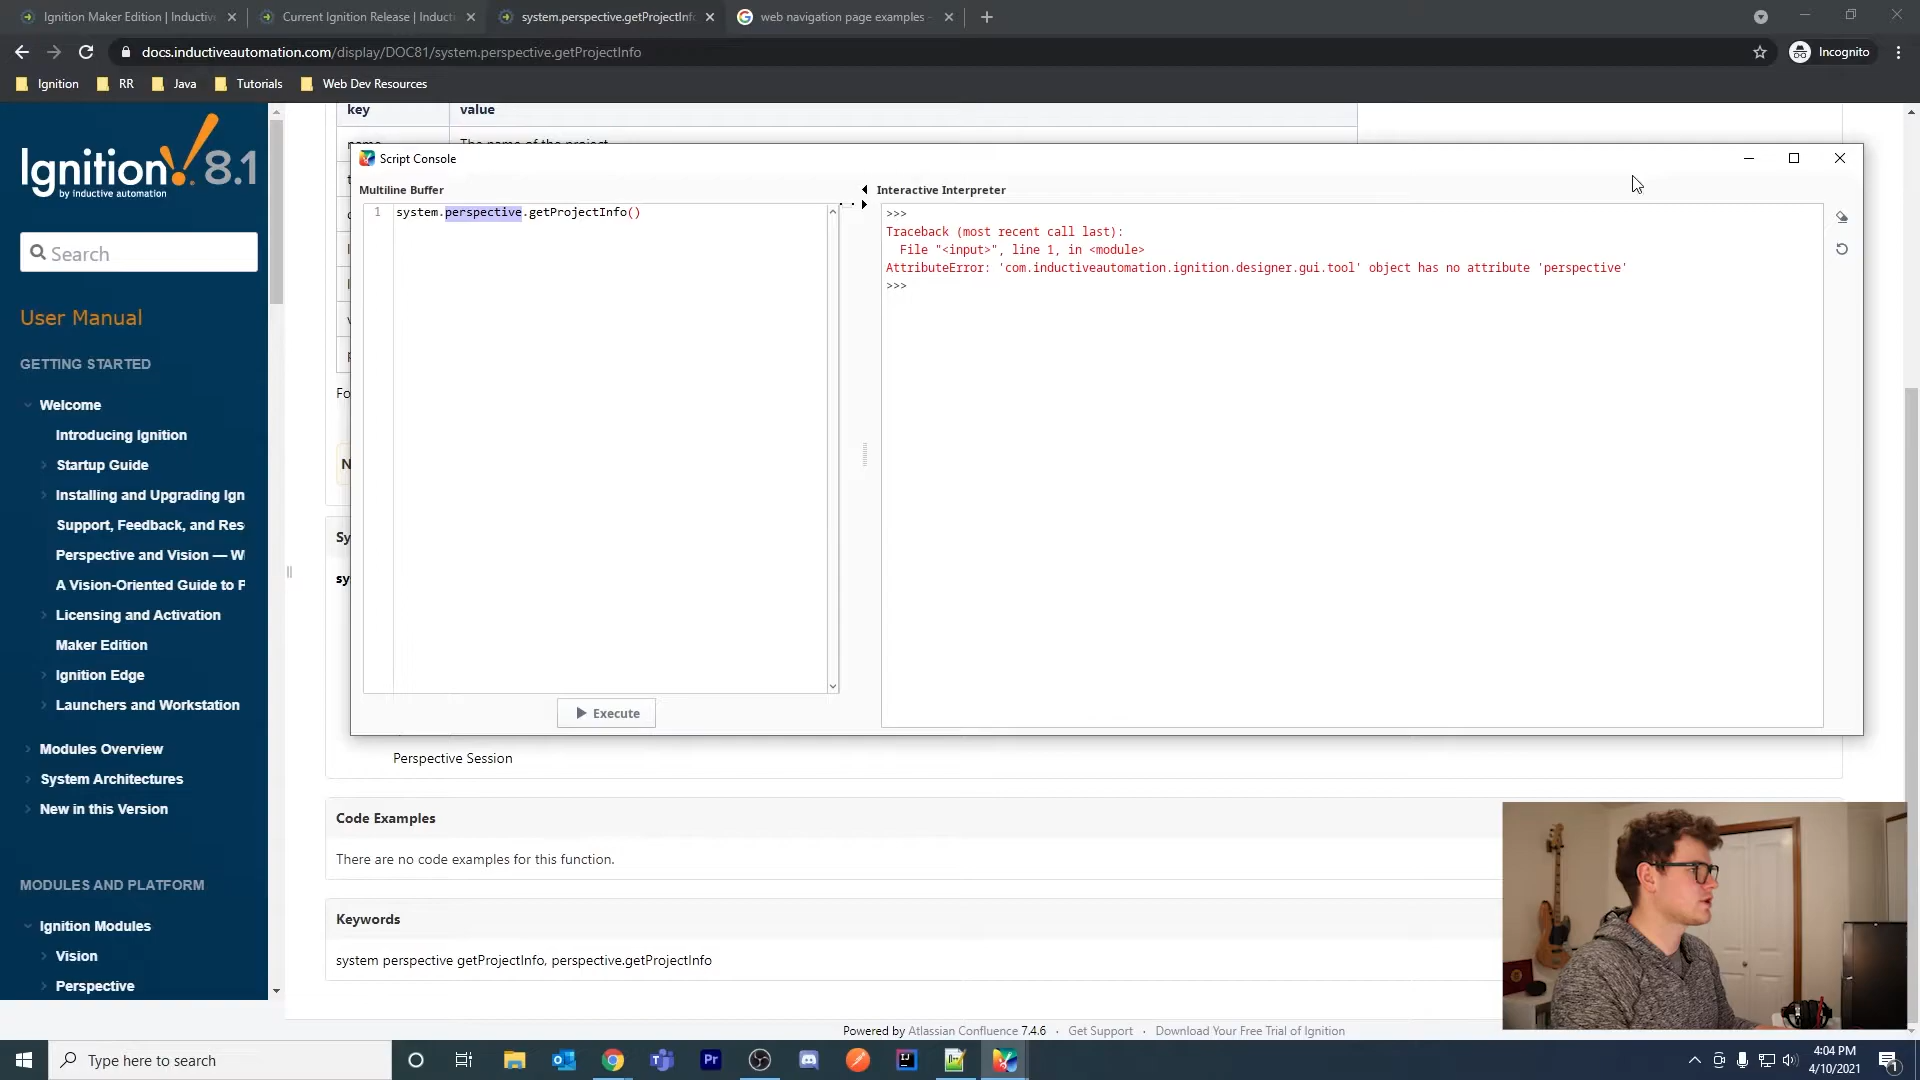 Ignition Maker Edition | Inductiv
Current Ignition Release | Induct
system.perspective.getProjectInf
web navigation page examples -
docs.inductiveautomation.com/display/DOC81/system.perspective.getProjectInfo
Incognito
Ignition
RR
Java
Tutorials
Web Dev Resources
Ignition! 8.1
by inductive automation
Search
User Manual
GETTING STARTED
Welcome
Introducing Ignition
Startup Guide
Installing and Upgrading Ign
Support, Feedback, and Res
Perspective and Vision — W
A Vision-Oriented Guide to P
Licensing and Activation
Maker Edition
Ignition Edge
Launchers and Workstation
Modules Overview
System Architectures
New in this Version
MODULES AND PLATFORM
Ignition Modules
Vision
Perspective
key
value
Script Console
Multiline Buffer
1 system.perspective.getProjectInfo()
Execute
Interactive Interpreter
>>>
Traceback (most recent call last):
File "<input>", line 1, in <module>
AttributeError: 'com.inductiveautomation.ignition.designer.gui.tool' object has no attribute 'perspective'
>>>
Fo
N
Sy
sy
Perspective Session
Code Examples
There are no code examples for this function.
Keywords
system perspective getProjectInfo, perspective.getProjectInfo
Powered by Atlassian Confluence 7.4.6 · Get Support · Download Your Free Trial of Ignition
Type here to search
4:04 PM
4/10/2021